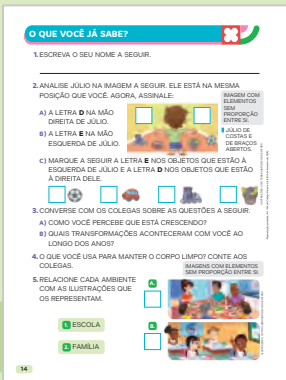 O QUE VOCÊ JÁ SABE?
1. ESCREVA O SEU NOME A SEGUIR.
2. ANALISE JÚLIO NA IMAGEM A SEGUIR. ELE ESTÁ NA MESMA
POSIÇÃO QUE VOCÊ. AGORA, ASSINALE:
IMAGEM COM
ELEMENTOS
SEM
PROPORÇÃO
ENTRE SI.
A) A LETRA D NA MÃO
DIREITA DE JÚLIO.
B) A LETRA E NA MÃO
ESQUERDA DE JÚLIO.
JÚLIO DE
COSTAS E
DE BRAÇOS
ABERTOS.
C) MARQUE A SEGUIR A LETRA E NOS OBJETOS QUE ESTÃO À
ESQUERDA DE JÚLIO E A LETRA D NOS OBJETOS QUE ESTÃO
À DIREITA DELE.
3. CONVERSE COM OS COLEGAS SOBRE AS QUESTÕES A SEGUIR.
A) COMO VOCÊ PERCEBE QUE ESTÁ CRESCENDO?
B) QUAIS TRANSFORMAÇÕES ACONTECERAM COM VOCÊ AO
LONGO DOS ANOS?
4. O QUE VOCÊ USA PARA MANTER O CORPO LIMPO? CONTE AOS
COLEGAS.
IMAGENS COM ELEMENTOS
SEM PROPORÇÃO ENTRE SI.
5. RELACIONE CADA AMBIENTE
COM AS ILUSTRAÇÕES QUE
OS REPRESENTAM.
A.
1. ESCOLA
B.
2. FAMÍLIA
14